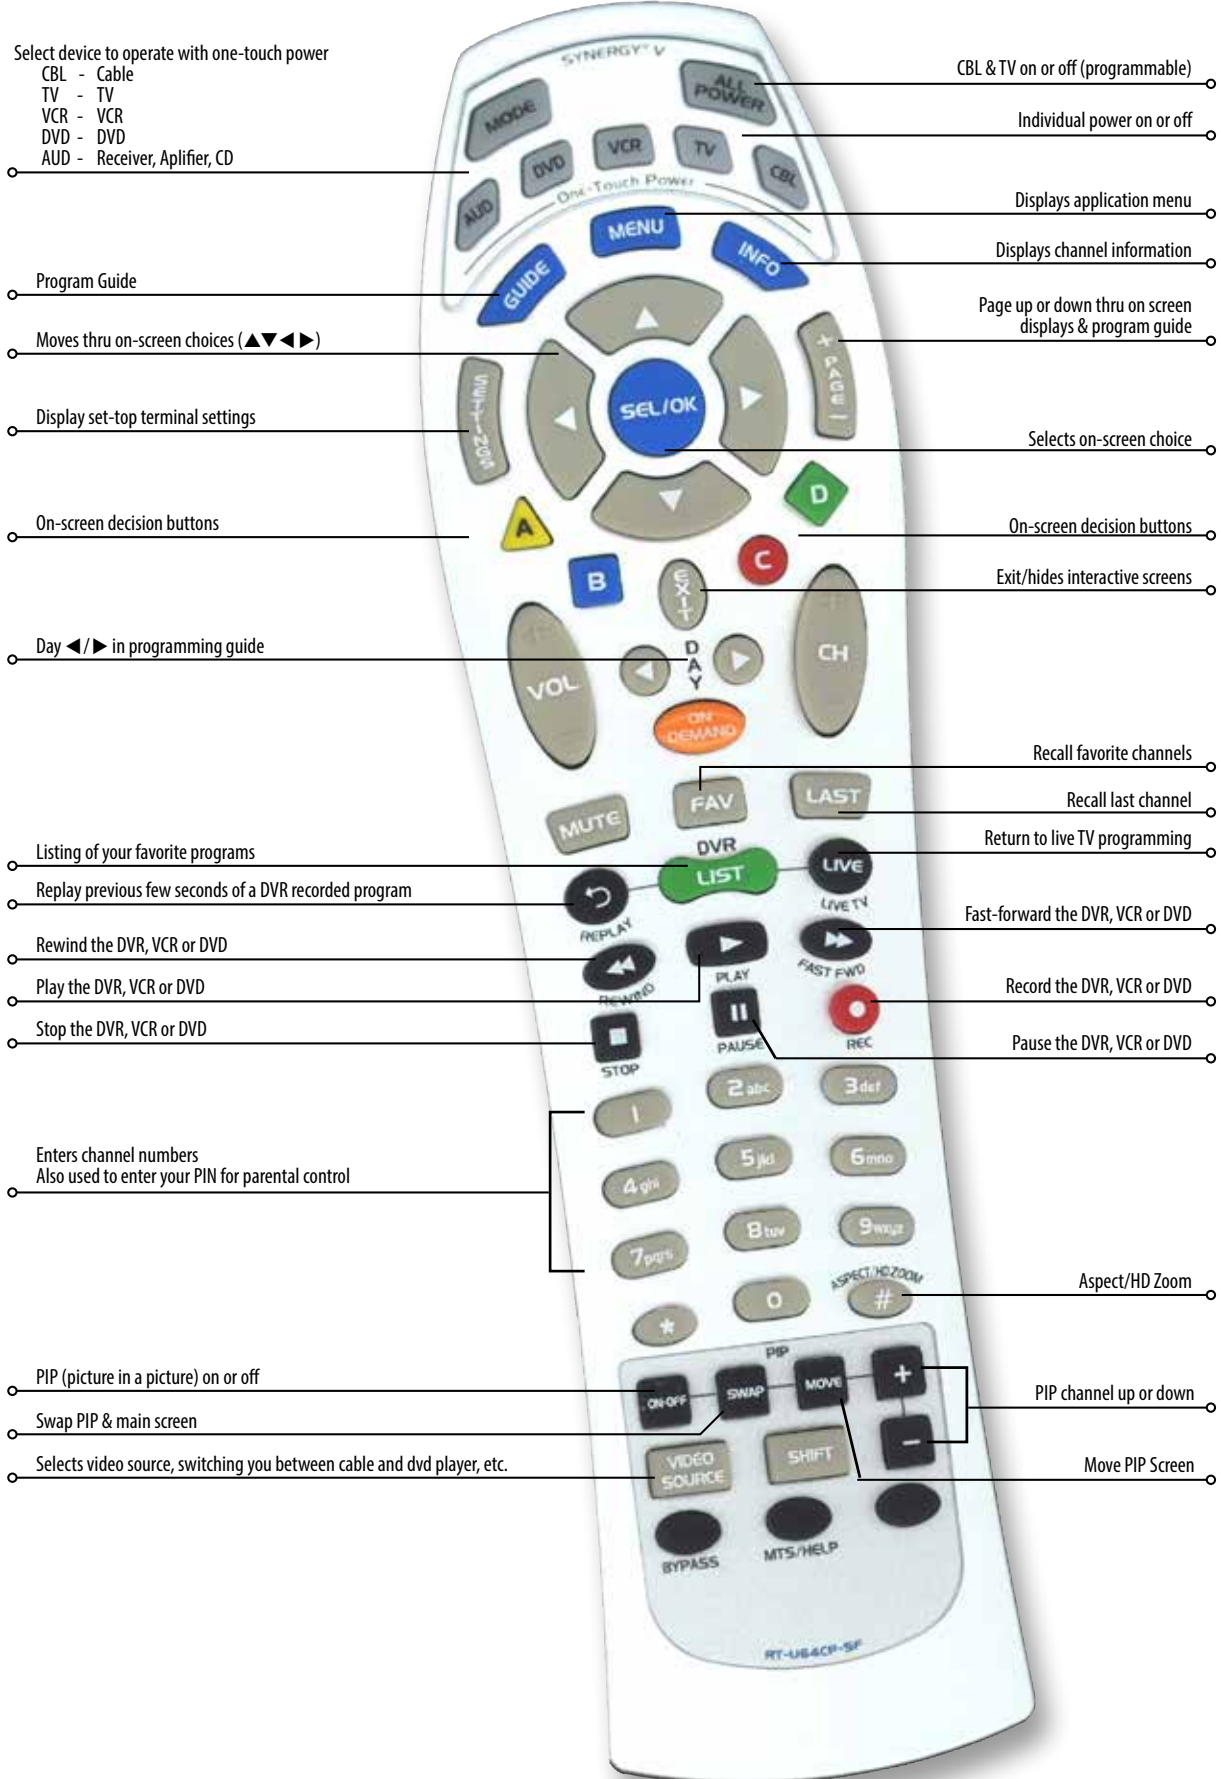 Select device to operate with one-touch power
CBL - Cable
TV - TV
VCR - VCR
DVD - DVD
AUD - Receiver, Aplifier, CD
Program Guide
Moves thru on-screen choices (▲▼◀ ▶)
Display set-top terminal settings
On-screen decision buttons
Day ◀ / ▶ in programming guide
Listing of your favorite programs
Replay previous few seconds of a DVR recorded program
Rewind the DVR, VCR or DVD
Play the DVR, VCR or DVD
Stop the DVR, VCR or DVD
Enters channel numbers
Also used to enter your PIN for parental control
PIP (picture in a picture) on or off
Swap PIP & main screen
Selects video source, switching you between cable and dvd player, etc.
SYNERGY® V
MODE
ALL
POWER
AUD
DVD
VCR
TV
CBL
One-Touch Power
GUIDE
MENU
INFO
SETTINGS
SEL/OK
+ PAGE −
A
B
C
D
EXIT
VOL
DAY
CH
ON
DEMAND
MUTE
FAV
LAST
DVR
LIST
LIVE
LIVE TV
REPLAY
REWIND
PLAY
FAST FWD
STOP
PAUSE
REC
1
2 abc
3 def
4 ghi
5 jkl
6 mno
7 pqrs
8 tuv
9 wxyz
*
0
ASPECT/HD ZOOM
#
PIP
ON-OFF
SWAP
MOVE
+
−
VIDEO
SOURCE
SHIFT
BYPASS
MTS/HELP
RT-U64CP-SF
CBL & TV on or off (programmable)
Individual power on or off
Displays application menu
Displays channel information
Page up or down thru on screen
displays & program guide
Selects on-screen choice
On-screen decision buttons
Exit/hides interactive screens
Recall favorite channels
Recall last channel
Return to live TV programming
Fast-forward the DVR, VCR or DVD
Record the DVR, VCR or DVD
Pause the DVR, VCR or DVD
Aspect/HD Zoom
PIP channel up or down
Move PIP Screen